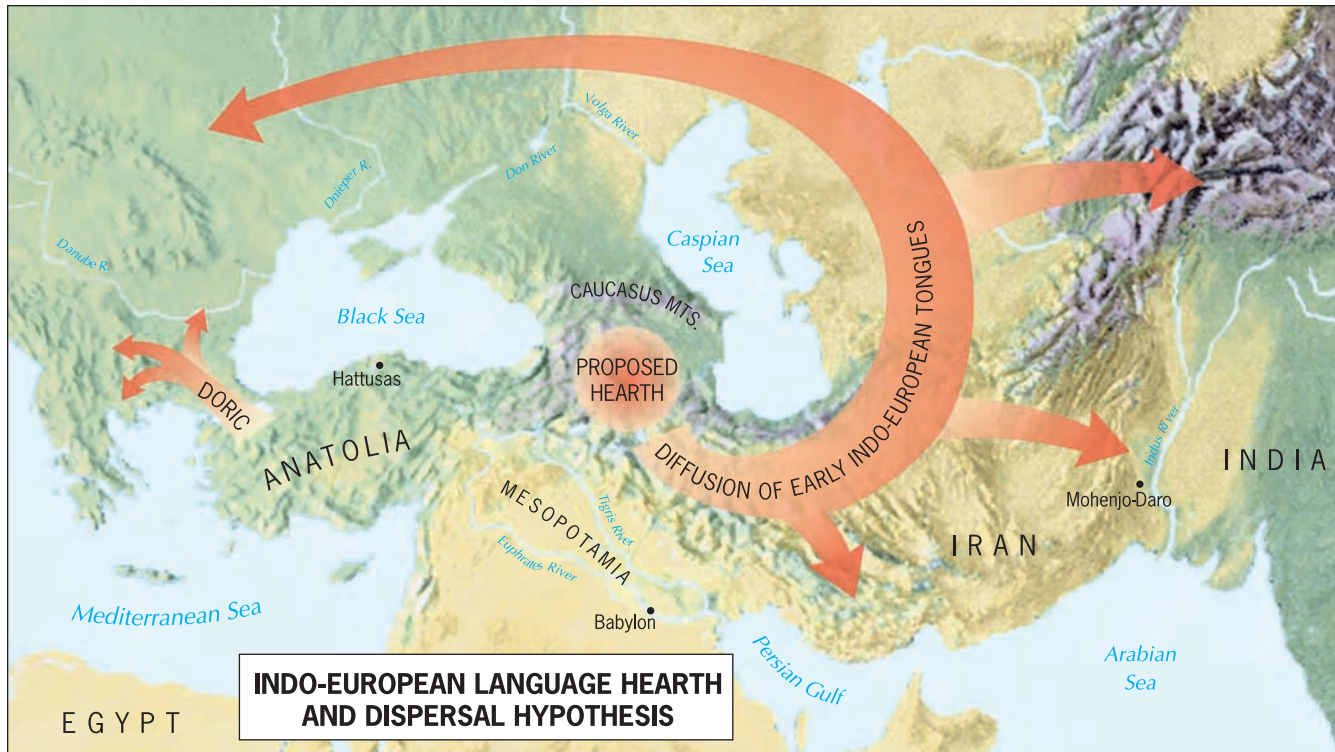 Volga River
Don River
Dnieper R.
Danube R.
Caspian
Sea
CAUCASUS MTS.
Black Sea
Hattusas
PROPOSED
HEARTH
DORIC
ANATOLIA
DIFFUSION OF EARLY INDO-EUROPEAN TONGUES
MESOPOTAMIA
Tigris River
Euphrates River
Babylon
IRAN
Indus River
INDIA
Mohenjo-Daro
Mediterranean Sea
Persian Gulf
Arabian
Sea
EGYPT
INDO-EUROPEAN LANGUAGE HEARTH
AND DISPERSAL HYPOTHESIS